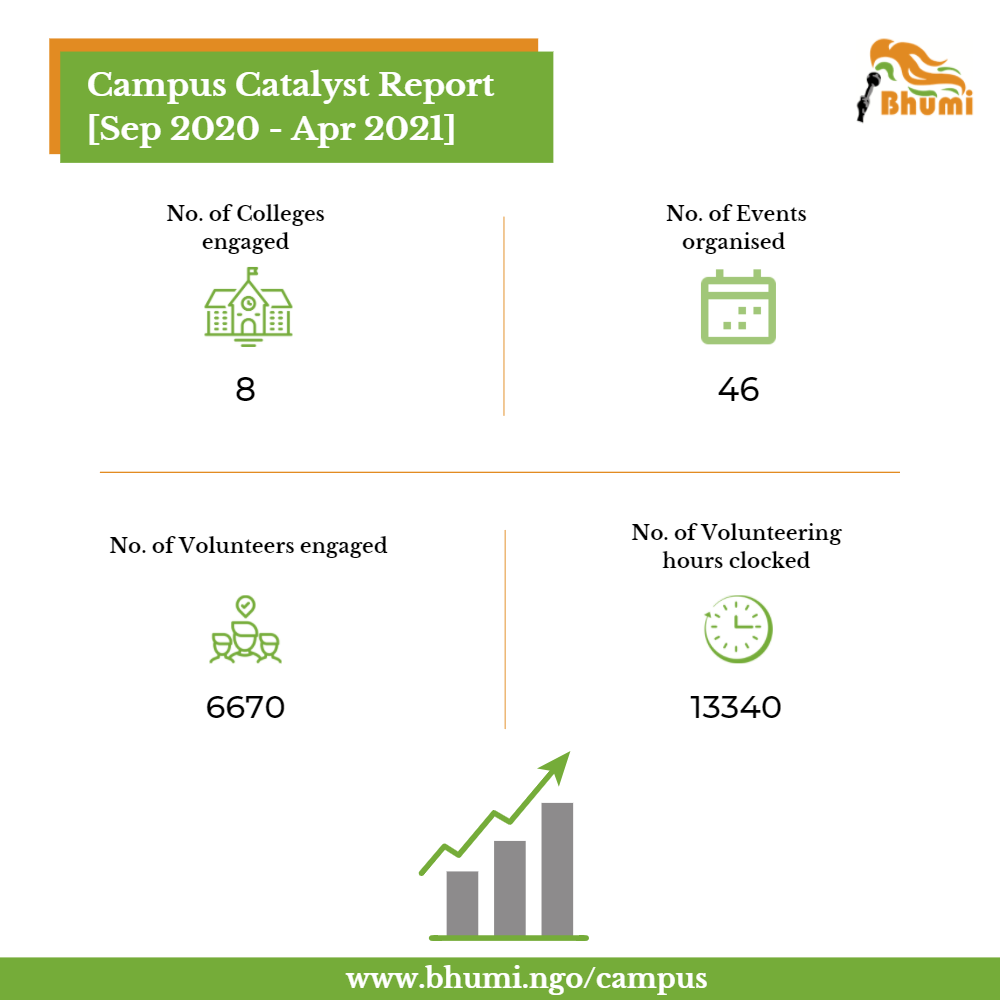 Campus Catalyst Report
[Sep 2020 - Apr 2021]
Bhumi
No. of Colleges
engaged
8
No. of Events
organised
46
No. of Volunteers engaged
6670
No. of Volunteering
hours clocked
13340
www.bhumi.ngo/campus